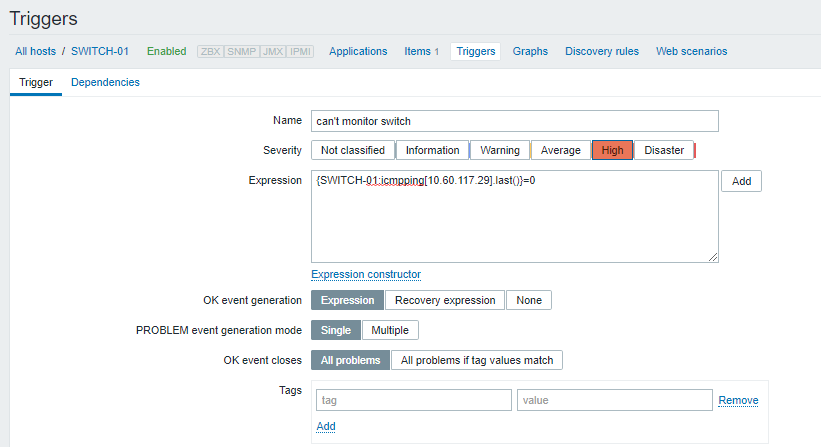 Triggers
All hosts / SWITCH-01 Enabled ZBX SNMP JMX IPMI Applications Items 1 Triggers Graphs Discovery rules Web scenarios
Trigger Dependencies
Name can't monitor switch
Severity Not classified Information Warning Average High Disaster
Expression {SWITCH-01:icmpping[10.60.117.29].last()}=0 Add
Expression constructor
OK event generation Expression Recovery expression None
PROBLEM event generation mode Single Multiple
OK event closes All problems All problems if tag values match
Tags
tag value Remove
Add